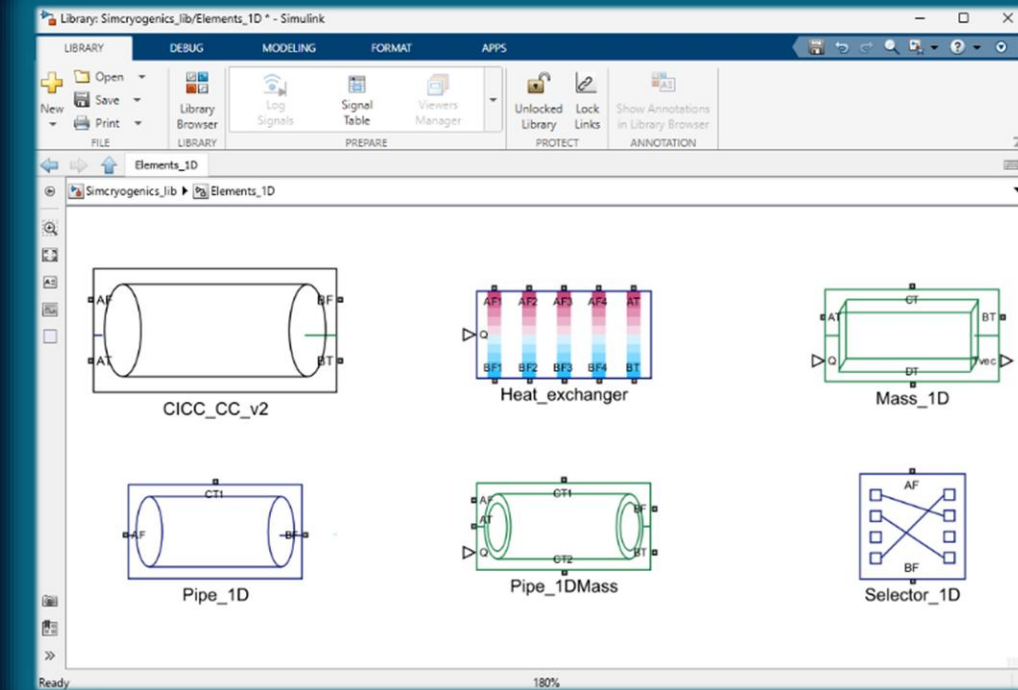 Library: Simcryogenics_lib/Elements_1D * - Simulink
LIBRARY DEBUG MODELING FORMAT APPS
New
Open
Save
Print
FILE
Library Browser
LIBRARY
Log Signals
Signal Table
Viewers Manager
PREPARE
Unlocked Library
Lock Links
PROTECT
Show Annotations in Library Browser
ANNOTATION
Elements_1D
Simcryogenics_lib Elements_1D
AF BF
AT BT
CICC_CC_v2
AF1 AF2 AF3 AF4 AT
Q
BF1 BF2 BF3 BF4 BT
Heat_exchanger
CT
AT BT
Q Tvec
DT
Mass_1D
CT1
AF BF
Pipe_1D
CT1
AF BF
AT
Q BT
CT2
Pipe_1DMass
AF
BF
Selector_1D
Ready 180%